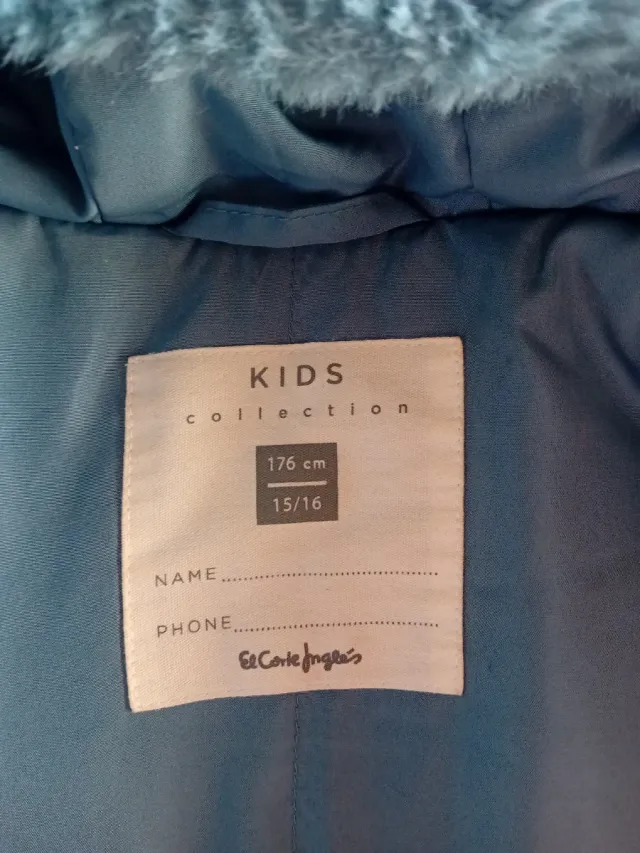 KIDS
collection
176 cm
15/16
NAME................................................
PHONE.............................................
El Corte Inglés